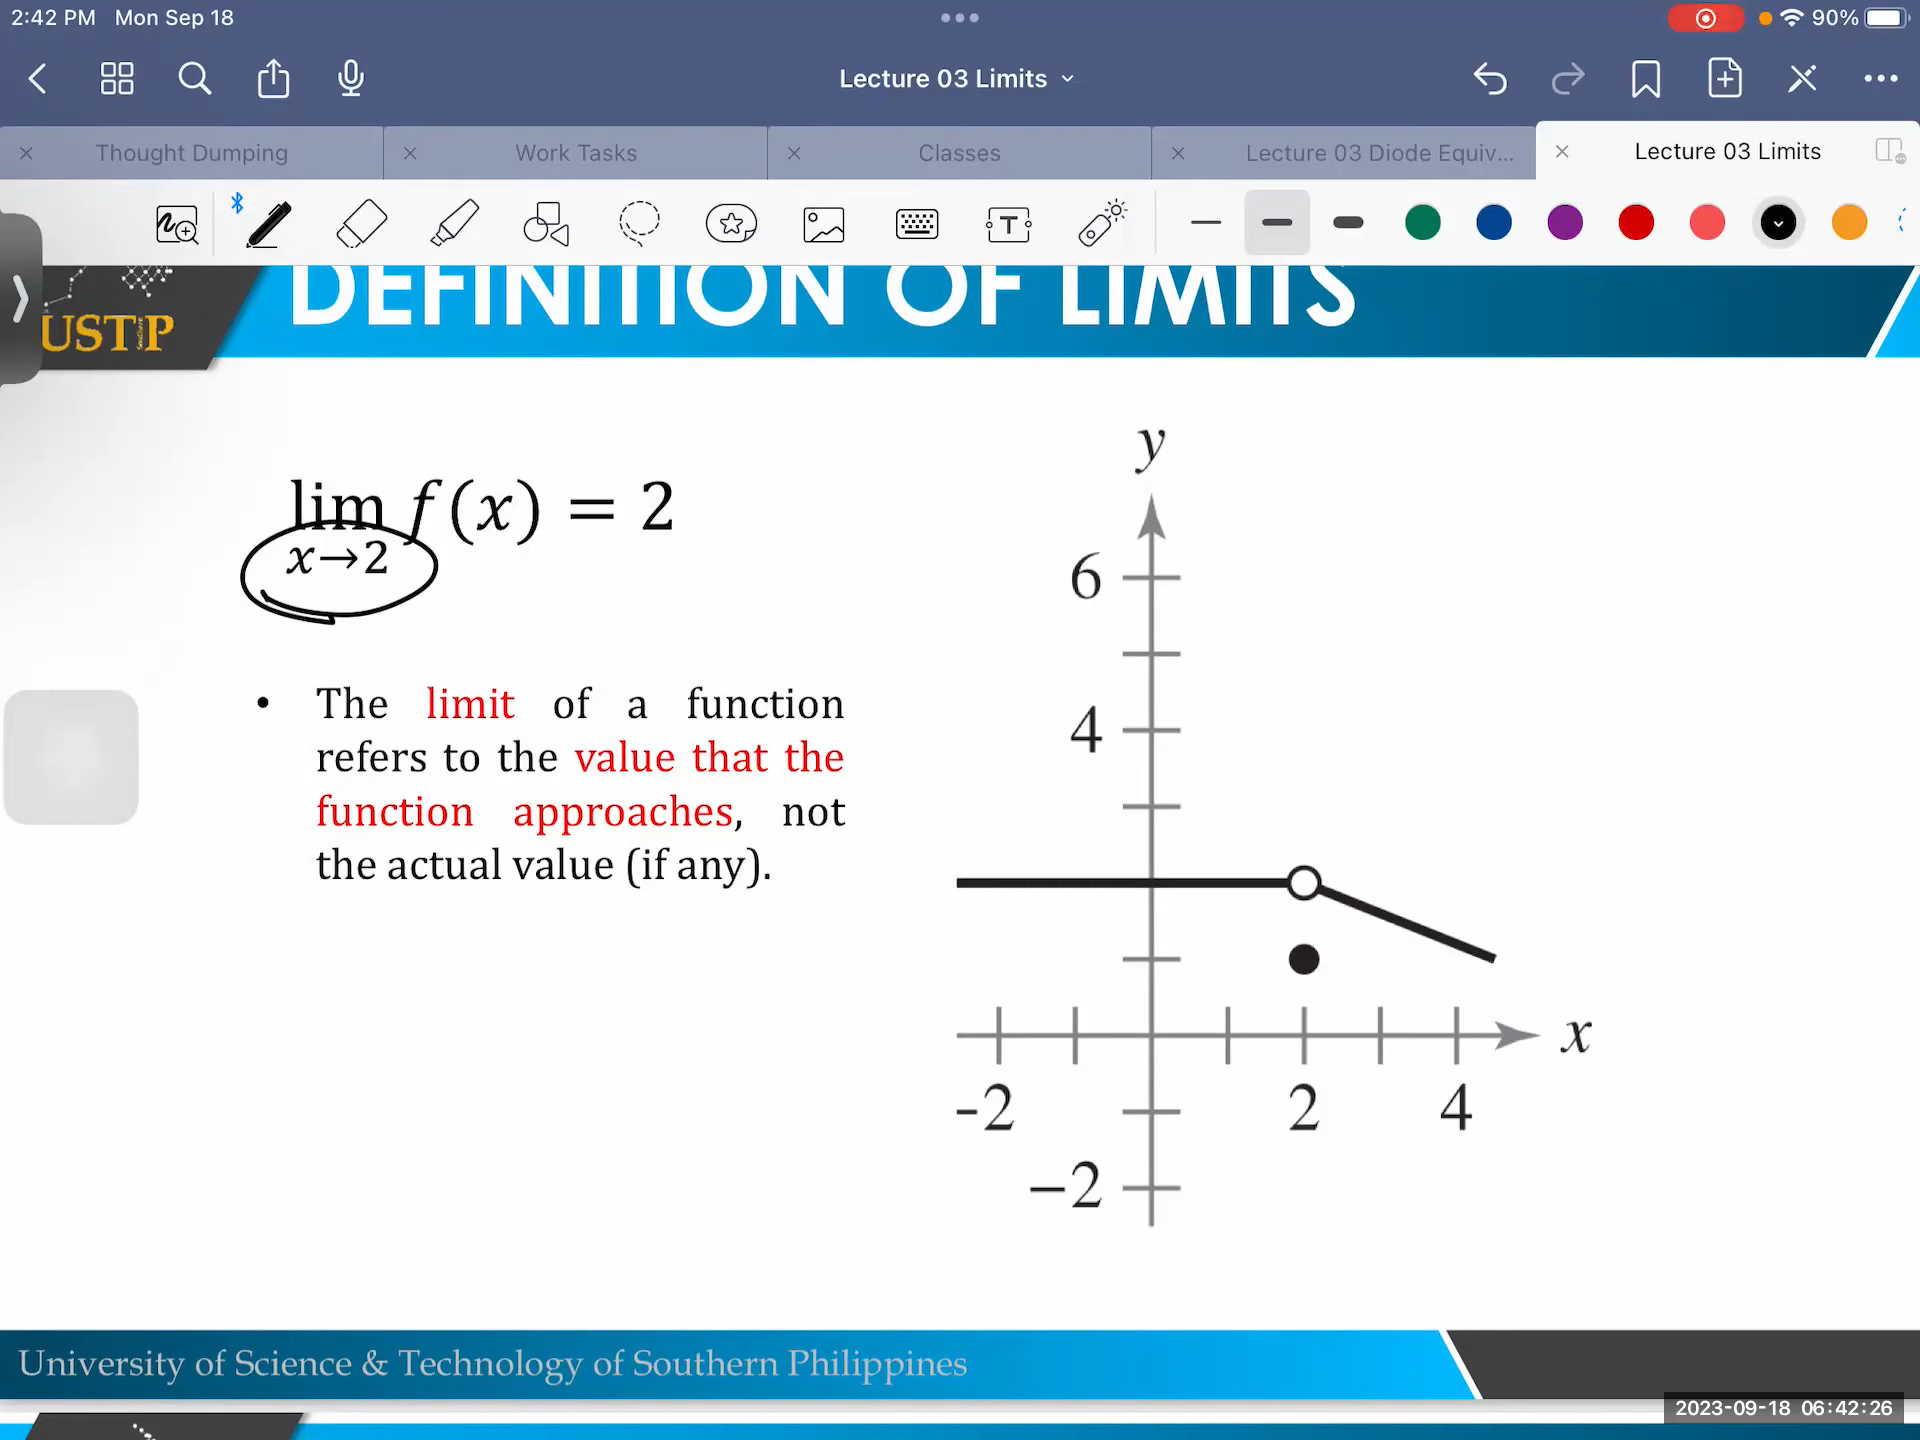 2:42 PM Mon Sep 18
90%
Lecture 03 Limits
Thought Dumping
Work Tasks
Classes
Lecture 03 Diode Equiv...
Lecture 03 Limits
T
USTP
DEFINITION OF LIMITS
lim f(x) = 2
x→2
• The limit of a function
refers to the value that the
function approaches, not
the actual value (if any).
y
6
4
x
-2
2
4
−2
University of Science & Technology of Southern Philippines
2023-09-18 06:42:26